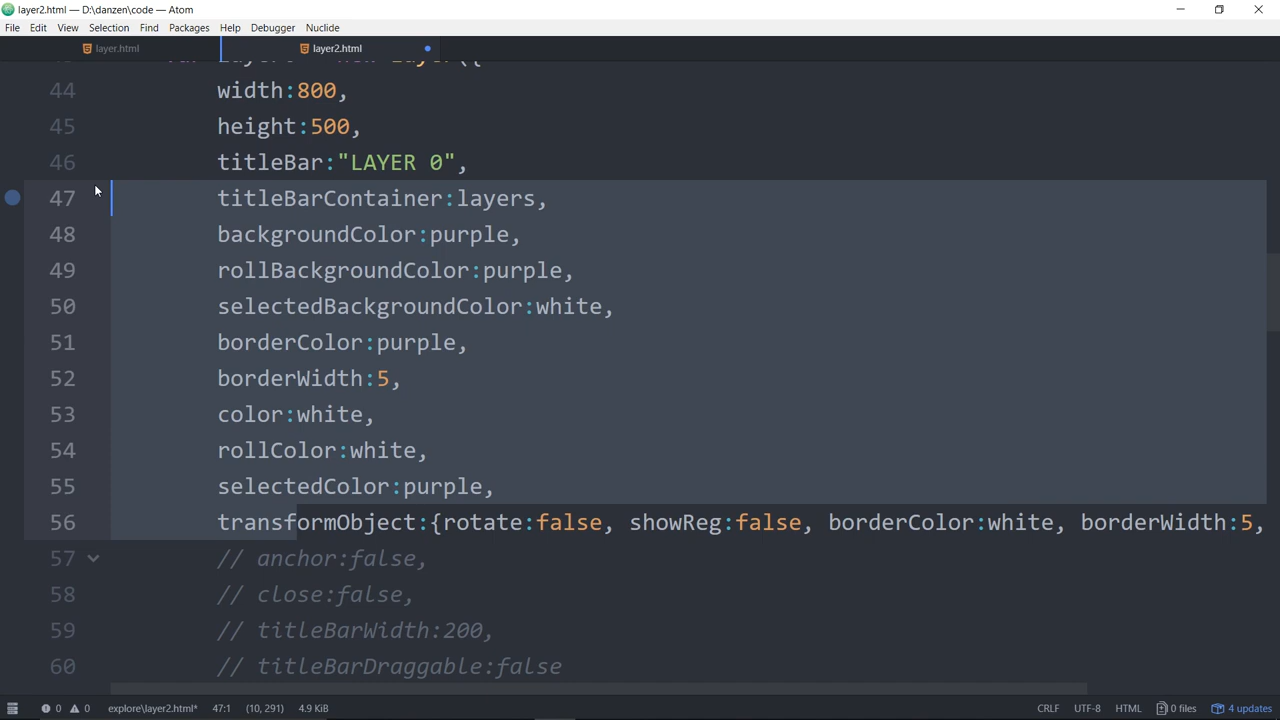 layer2.html — D:\danzen\code — Atom
File Edit View Selection Find Packages Help Debugger Nuclide
layer.html layer2.html
44 width:800,
45 height:500,
46 titleBar:"LAYER 0",
47 titleBarContainer:layers,
48 backgroundColor:purple,
49 rollBackgroundColor:purple,
50 selectedBackgroundColor:white,
51 borderColor:purple,
52 borderWidth:5,
53 color:white,
54 rollColor:white,
55 selectedColor:purple,
56 transformObject:{rotate:false, showReg:false, borderColor:white, borderWidth:5,
57 // anchor:false,
58 // close:false,
59 // titleBarWidth:200,
60 // titleBarDraggable:false
0 0 explore\layer2.html* 47:1 (10, 291) 4.9 KiB CRLF UTF-8 HTML 0 files 4 updates